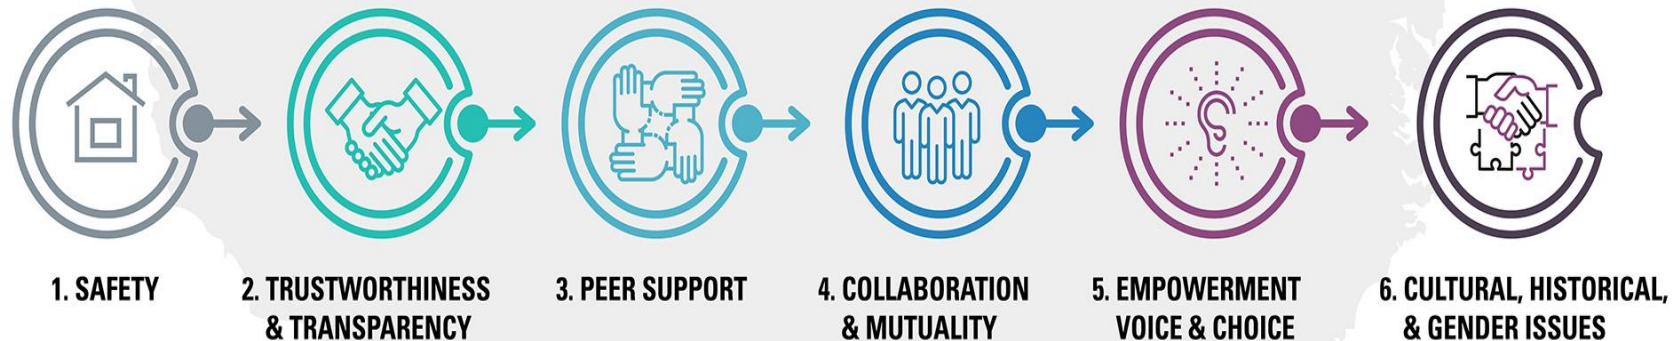 1. SAFETY
2. TRUSTWORTHINESS
& TRANSPARENCY
3. PEER SUPPORT
4. COLLABORATION
& MUTUALITY
5. EMPOWERMENT
VOICE & CHOICE
6. CULTURAL, HISTORICAL,
& GENDER ISSUES